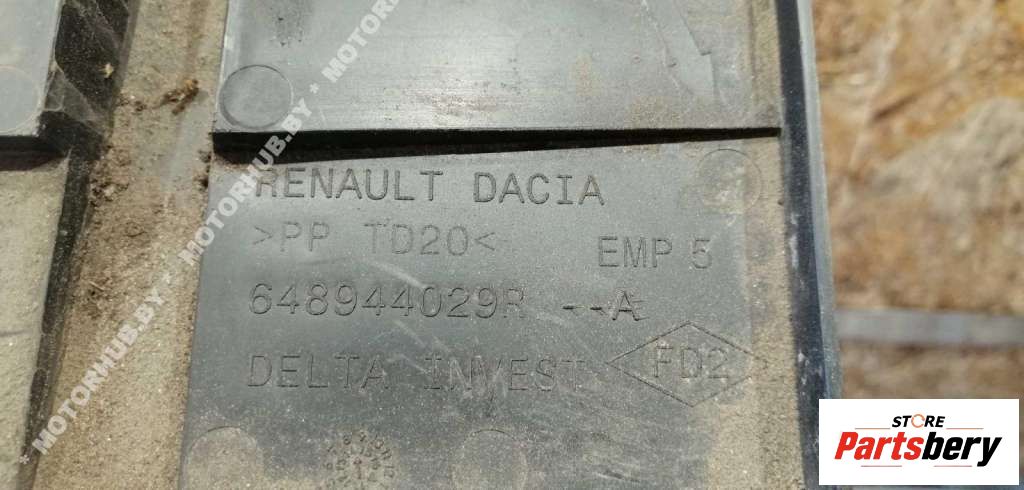 RENAULT DACIA
>PP TD20<
EMP 5
648944029R --A
DELTA INVEST
FD2
MOTORHUB.BY * MOTORHUB.BY * MOTORHUB.BY *
STORE
Partsbery